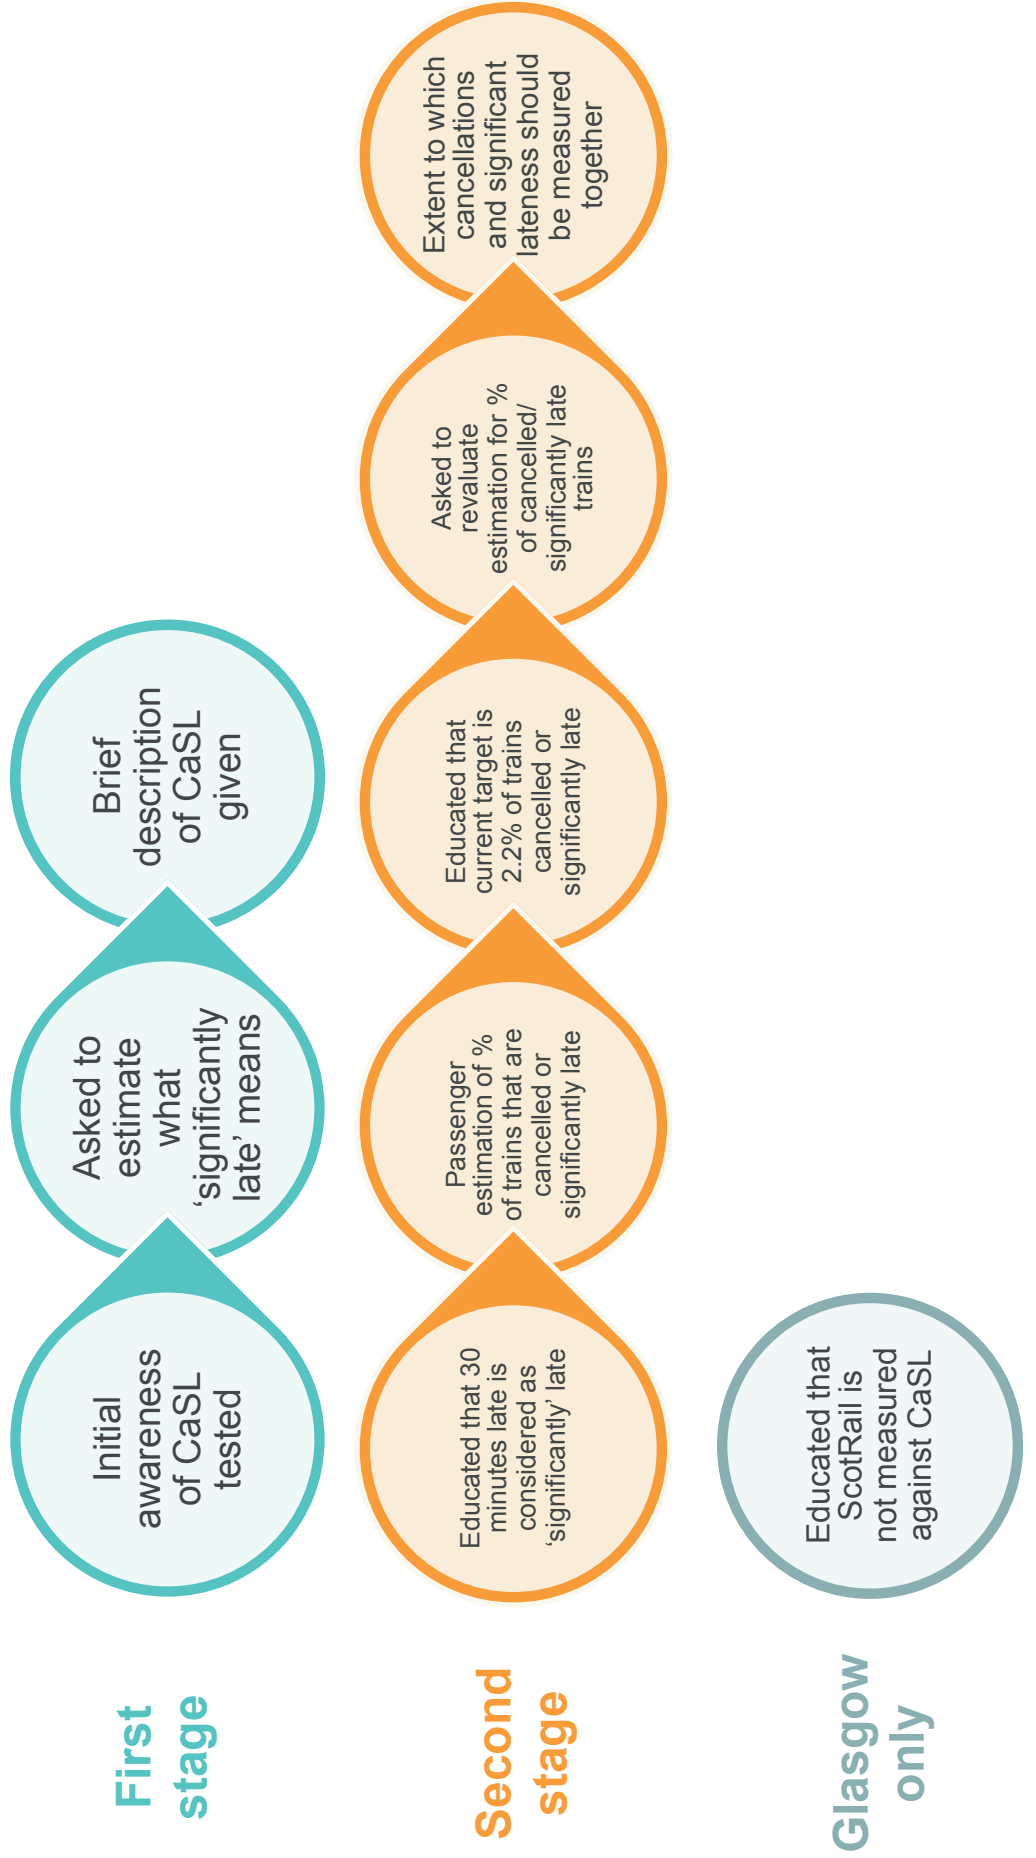 First
stage
Initial
awareness
of CaSL
tested
Asked to
estimate
what
‘significantly
late’ means
Brief
description
of CaSL
given
Second
stage
Educated that 30
minutes late is
considered as
‘significantly’ late
Passenger
estimation of %
of trains that are
cancelled or
significantly late
Educated that
current target is
2.2% of trains
cancelled or
significantly late
Asked to
revaluate
estimation for %
of cancelled/
significantly late
trains
Extent to which
cancellations
and significant
lateness should
be measured
together
Glasgow
only
Educated that
ScotRail is
not measured
against CaSL